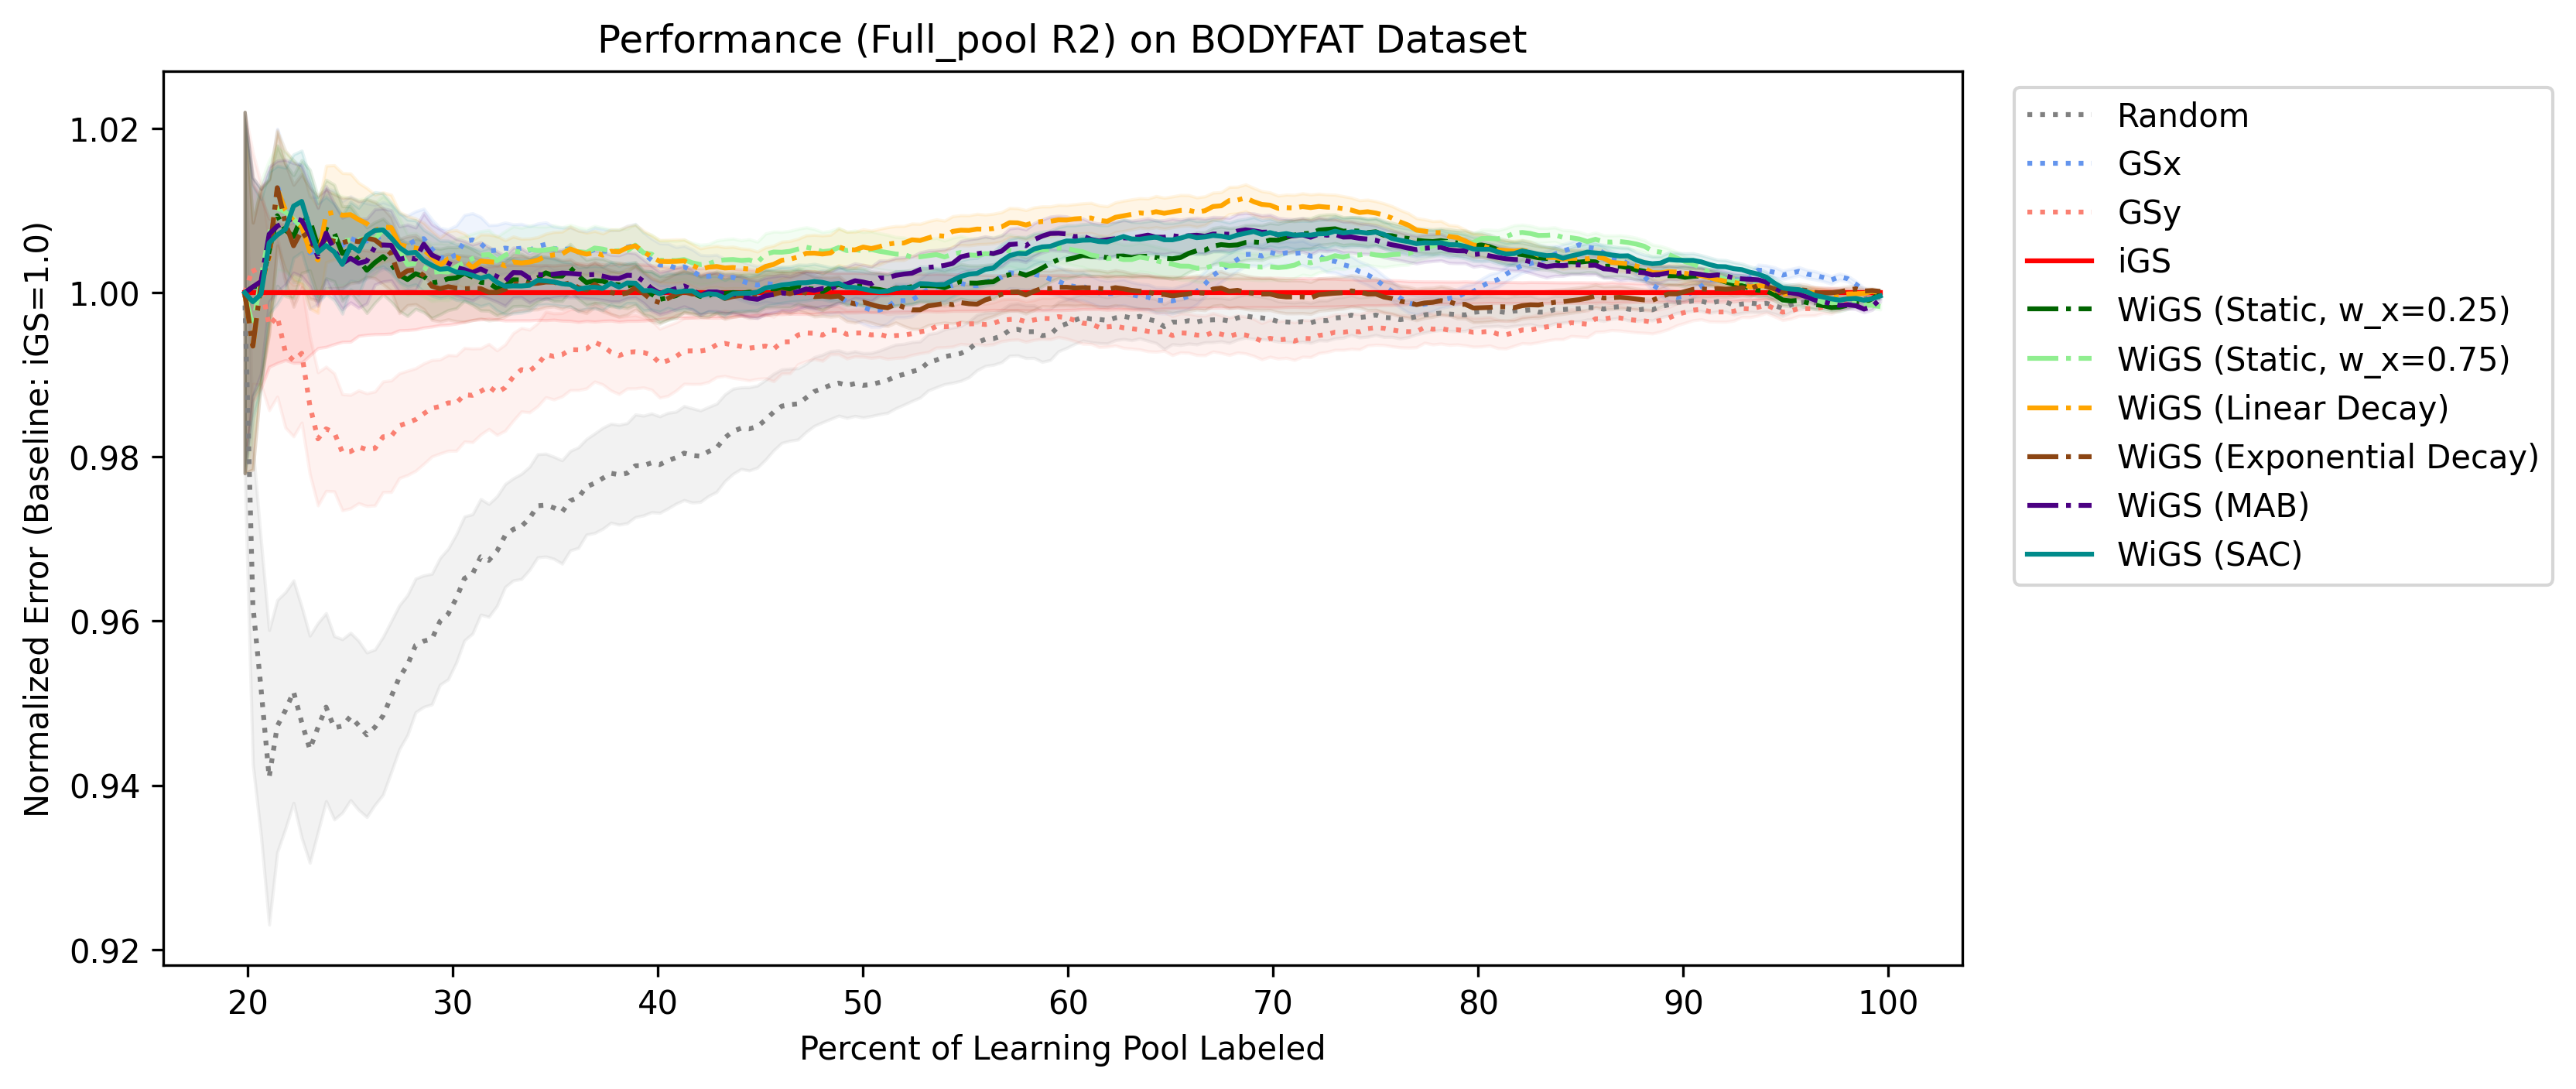 Performance (Full_pool R2) on BODYFAT Dataset
Normalized Error (Baseline: iGS=1.0)
1.02
1.00
0.98
0.96
0.94
0.92
20 30 40 50 60 70 80 90 100
Percent of Learning Pool Labeled
Random
GSx
GSy
iGS
WiGS (Static, w_x=0.25)
WiGS (Static, w_x=0.75)
WiGS (Linear Decay)
WiGS (Exponential Decay)
WiGS (MAB)
WiGS (SAC)